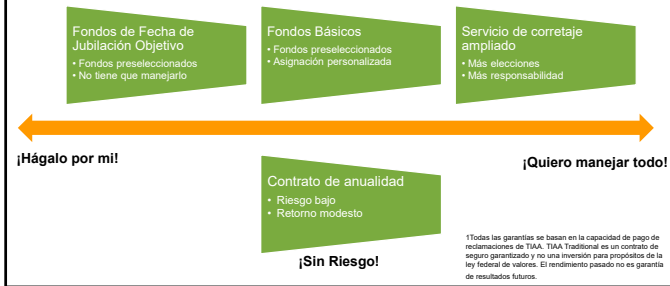 Fondos de Fecha de
Jubilación Objetivo
• Fondos preseleccionados
• No tiene que manejarlo
Fondos Básicos
• Fondos preseleccionados
• Asignación personalizada
Servicio de corretaje
ampliado
• Más elecciones
• Más responsabilidad
¡Hágalo por mi!
¡Quiero manejar todo!
Contrato de anualidad
• Riesgo bajo
• Retorno modesto
¡Sin Riesgo!
1Todas las garantías se basan en la capacidad de pago de
reclamaciones de TIAA. TIAA Traditional es un contrato de
seguro garantizado y no una inversión para propósitos de la
ley federal de valores. El rendimiento pasado no es garantía
de resultados futuros.